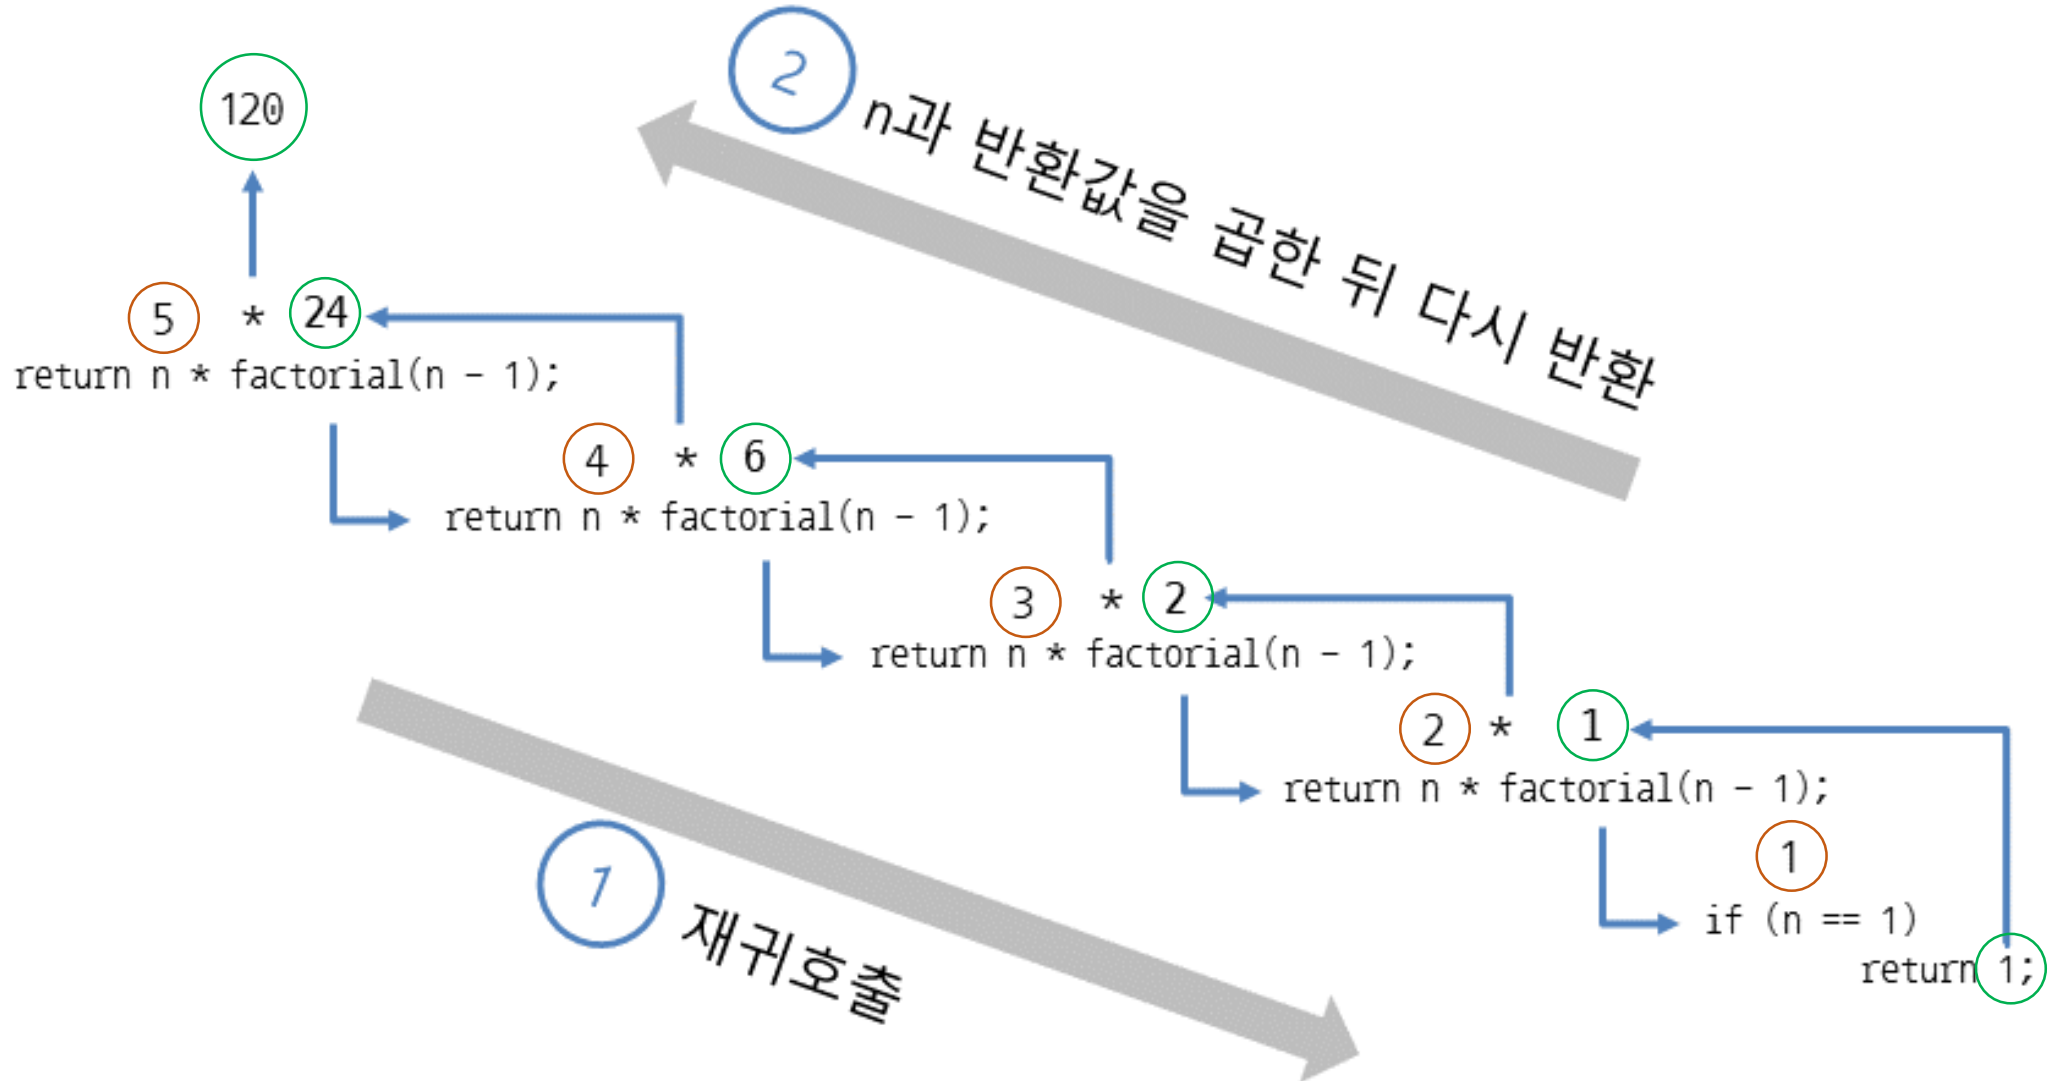 2
n과 반환값을 곱한 뒤 다시 반환
120
5 * 24
return n * factorial(n - 1);
4 * 6
return n * factorial(n - 1);
3 * 2
return n * factorial(n - 1);
2 * 1
return n * factorial(n - 1);
1
if (n == 1)
return 1;
1
재귀호출